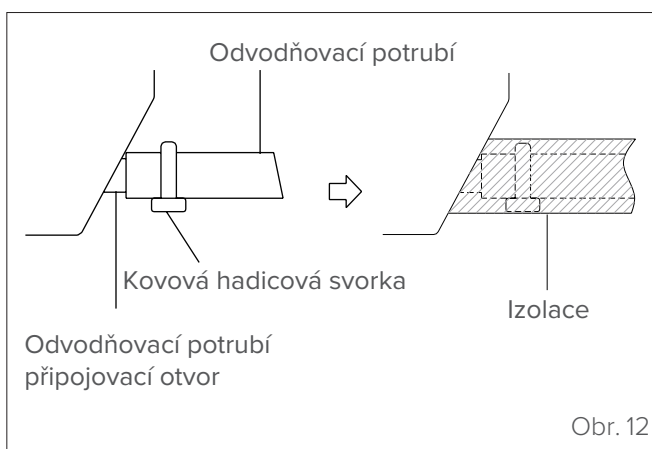 Odvodňovací potrubí
Kovová hadicová svorka
Izolace
Odvodňovací potrubí
připojovací otvor
Obr. 12